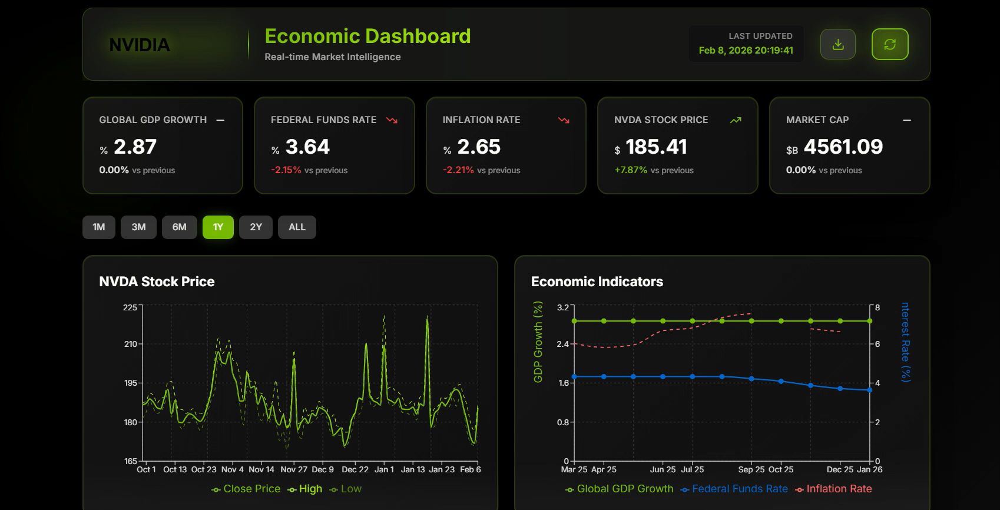 NVIDIA
Economic Dashboard
Real-time Market Intelligence
LAST UPDATED
Feb 8, 2026 20:19:41
GLOBAL GDP GROWTH
% 2.87
0.00% vs previous
FEDERAL FUNDS RATE
% 3.64
-2.15% vs previous
INFLATION RATE
% 2.65
-2.21% vs previous
NVDA STOCK PRICE
$ 185.41
+7.87% vs previous
MARKET CAP
$B 4561.09
0.00% vs previous
1M 3M 6M 1Y 2Y ALL
NVDA Stock Price
225
210
195
180
165
Oct 1 Oct 13 Oct 23 Nov 4 Nov 14 Nov 27 Dec 9 Dec 22 Jan 1 Jan 13 Jan 23 Feb 6
Close Price High Low
Economic Indicators
GDP Growth (%)
3.2
2.4
1.6
0.8
0
8
6
4
2
0
nterest Rate (%)
Mar 25 Apr 25 Jun 25 Jul 25 Sep 25 Oct 25 Dec 25 Jan 26
Global GDP Growth Federal Funds Rate Inflation Rate